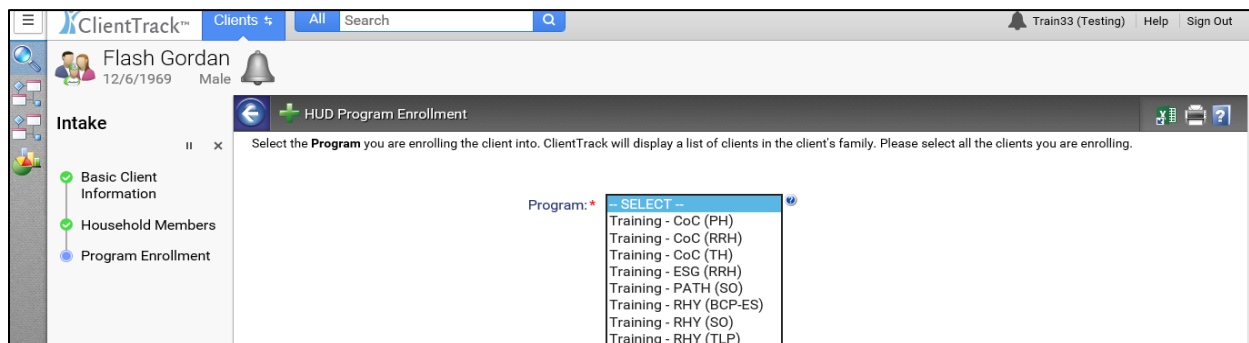 ClientTrack™ Clients All Search Train33 (Testing) Help Sign Out
Flash Gordan
12/6/1969 Male
HUD Program Enrollment
Intake
Select the Program you are enrolling the client into. ClientTrack will display a list of clients in the client's family. Please select all the clients you are enrolling.
Basic Client
Information
Household Members
Program Enrollment
Program:*
-- SELECT --
Training - CoC (PH)
Training - CoC (RRH)
Training - CoC (TH)
Training - ESG (RRH)
Training - PATH (SO)
Training - RHY (BCP-ES)
Training - RHY (SO)
Training - RHY (TLP)